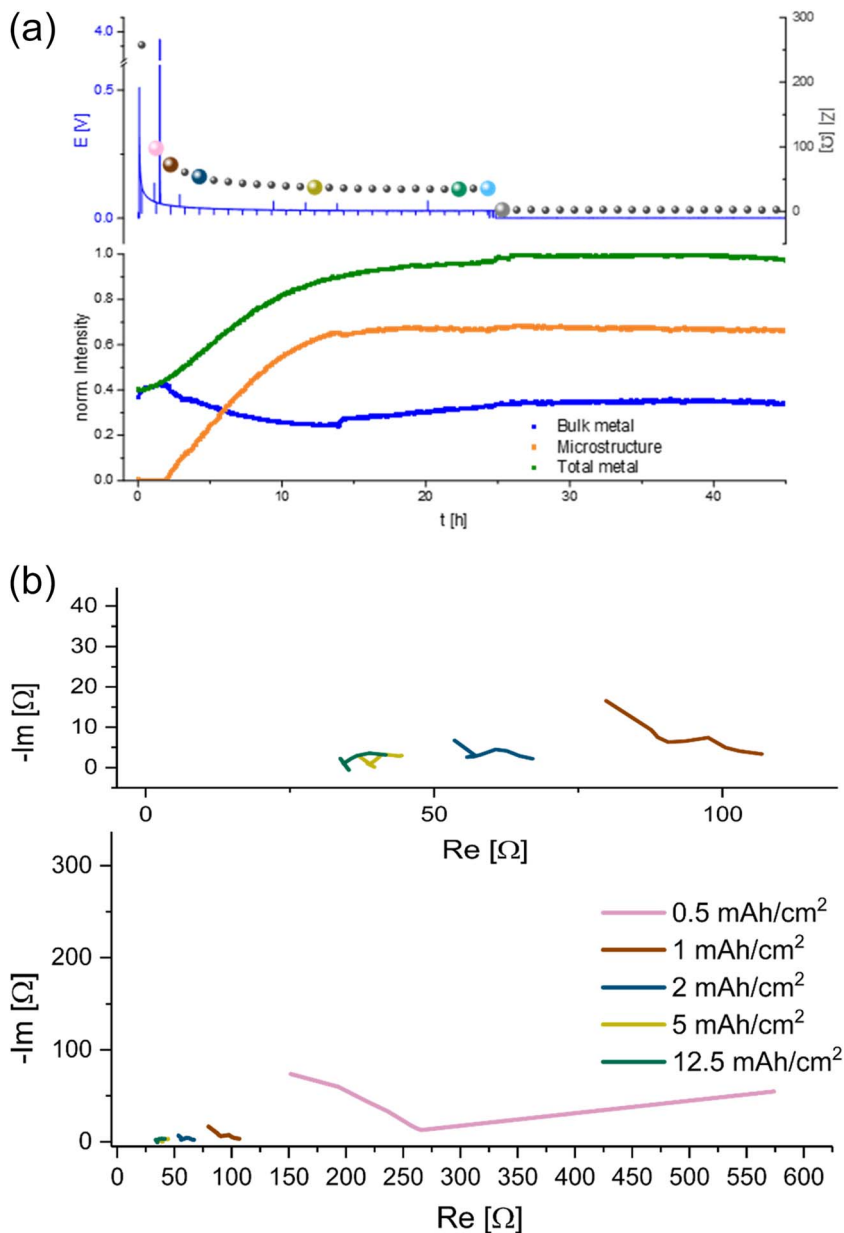 (a)
4.0
300
0.5
200
E [V]
|Z| [Ω]
100
0.0
0
1.0
0.8
0.6
norm. Intensity
0.4
0.2
Bulk metal
Microstructure
Total metal
0.0
0 10 20 30 40
t [h]
(b)
40
30
20
10
0
-Im [Ω]
0 50 100
Re [Ω]
300
200
100
0
-Im [Ω]
0.5 mAh/cm²
1 mAh/cm²
2 mAh/cm²
5 mAh/cm²
12.5 mAh/cm²
0 50 100 150 200 250 300 350 400 450 500 550 600
Re [Ω]